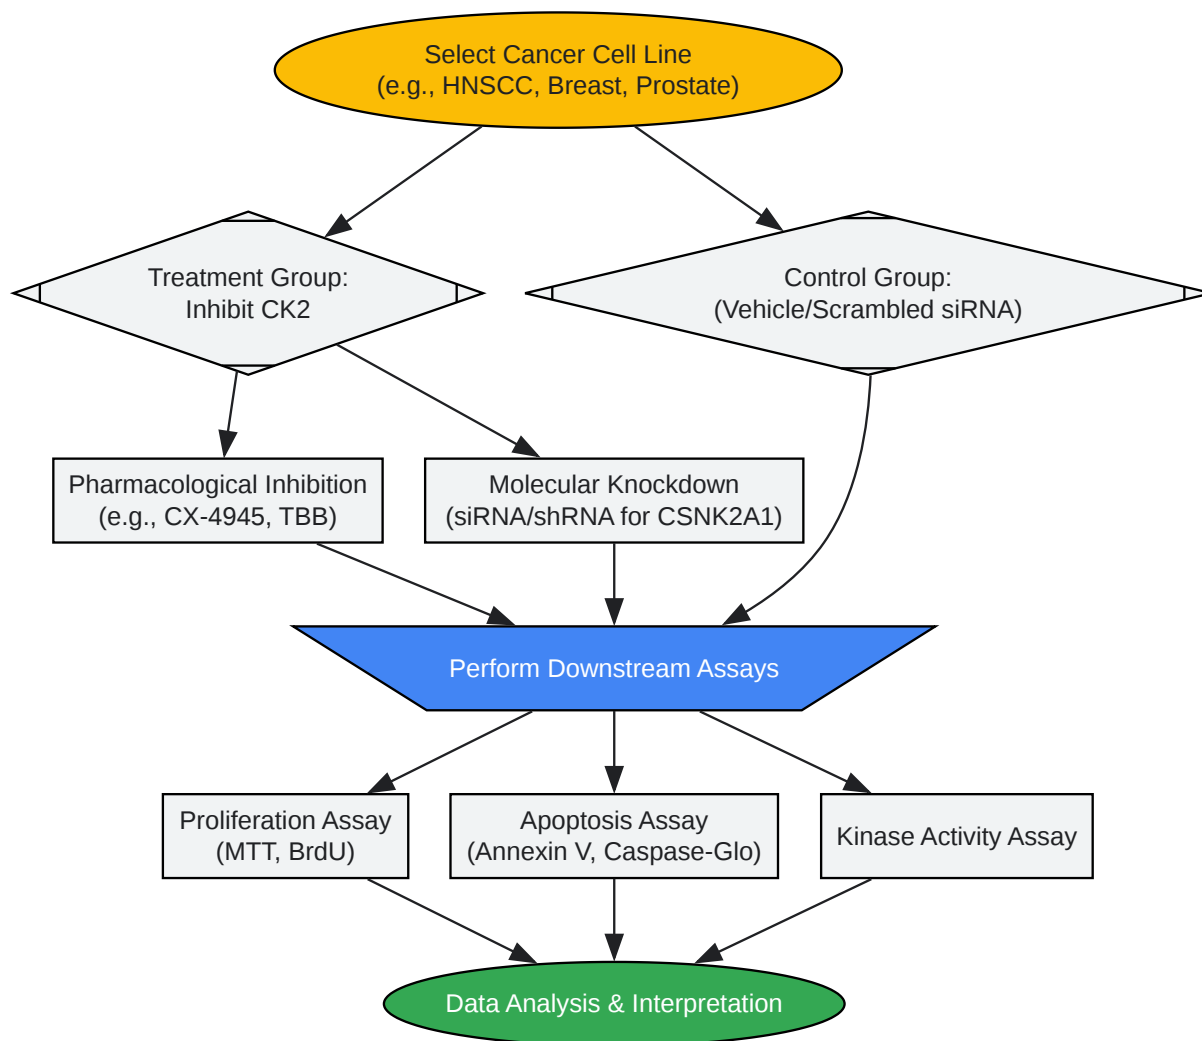 Select Cancer Cell Line
(e.g., HNSCC, Breast, Prostate)
Treatment Group:
Inhibit CK2
Control Group:
(Vehicle/Scrambled siRNA)
Pharmacological Inhibition
(e.g., CX-4945, TBB)
Molecular Knockdown
(siRNA/shRNA for CSNK2A1)
Perform Downstream Assays
Proliferation Assay
(MTT, BrdU)
Apoptosis Assay
(Annexin V, Caspase-Glo)
Kinase Activity Assay
Data Analysis & Interpretation